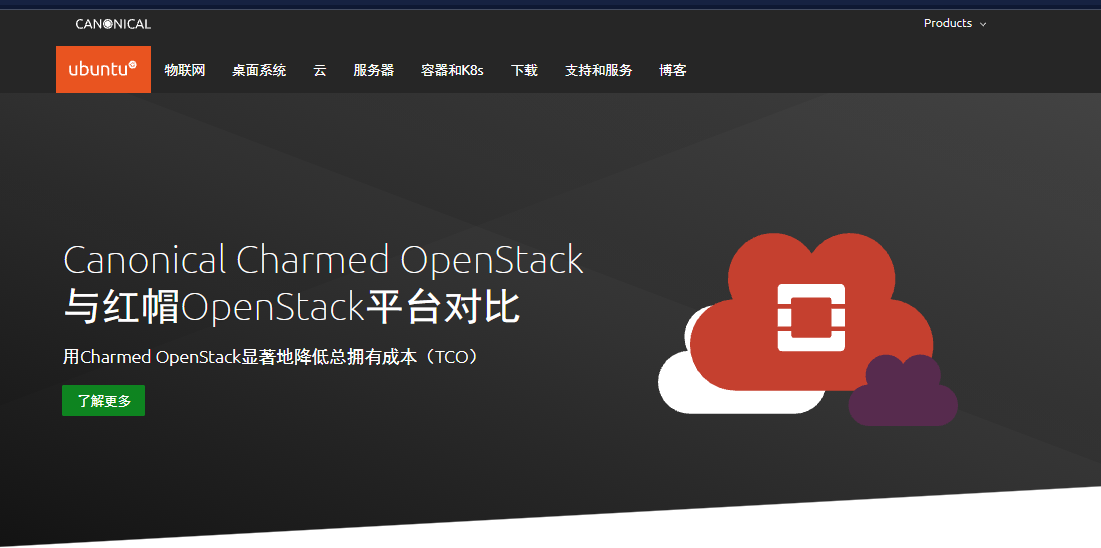 CANONICAL
Products
ubuntu
物联网 桌面系统 云 服务器 容器和K8s 下载 支持和服务 博客
Canonical Charmed OpenStack
与红帽OpenStack平台对比
用Charmed OpenStack显著地降低总拥有成本（TCO）
了解更多